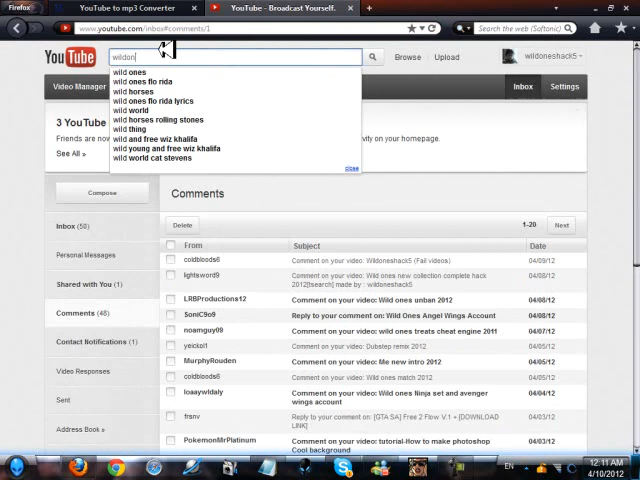 Firefox
YouTube to mp3 Converter
YouTube - Broadcast Yourself.
www.youtube.com/inbox#comments/1
Search the web (Softonic)
YouTube
wildon
Browse
Upload
wildoneshack5
wild ones
wild ones flo rida
wild horses
wild ones flo rida lyrics
wild world
wild horses rolling stones
wild thing
wild and free wiz khalifa
wild young and free wiz khalifa
wild world cat stevens
close
Video Manager
Inbox
Settings
3 YouTube
Friends are now
vity on your homepage.
See All »
Compose
Comments
Inbox (50)
Personal Messages
Shared with You (1)
Comments (48)
Contact Notifications (1)
Video Responses
Sent
Address Book »
Delete
1-20
Next
From Subject Date
coldbloods6 Comment on your video: Wildoneshack5 (Fail videos) 04/09/12
lightsword9 Comment on your video: Wild ones new collection complete hack 04/08/12
2012[tsearch] made by : wildoneshack5
LRBProductions12 Comment on your video: Wild Ones unban 2012 04/08/12
SoniC9o9 Reply to your comment on: Wild Ones Angel Wings Account 04/08/12
noamguy09 Comment on your video: wild ones treats cheat engine 2011 04/07/12
yeickol1 Comment on your video: Dubstep remix 2012 04/05/12
MurphyRouden Comment on your video: Me new intro 2012 04/05/12
coldbloods6 Comment on your video: Wild Ones match 2012 04/05/12
loaaywldaly Comment on your video: Wild Ones Ninja set and avenger 04/04/12
wings account
frsnv Reply to your comment on: [GTA SA] Free 2 Flow V.1 + [DOWNLOAD 04/03/12
LINK]
PokemonMrPlatinum Comment on your video: tutorial-How to make photoshop 04/03/12
Cool background
EN
12:11 AM
4/10/2012